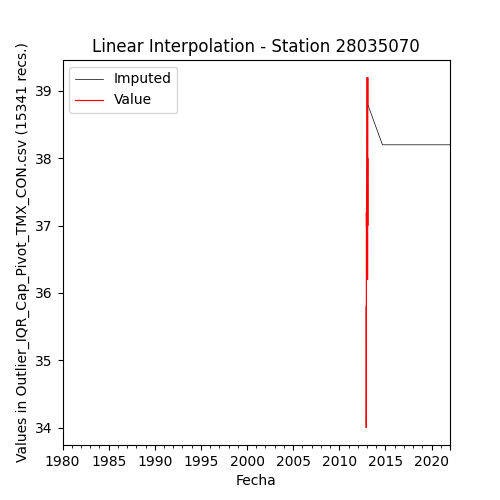 Linear Interpolation - Station 28035070
Imputed
Value
Values in Outlier_IQR_Cap_Pivot_TMX_CON.csv (15341 recs.)
39
38
37
36
35
34
1980 1985 1990 1995 2000 2005 2010 2015 2020
Fecha